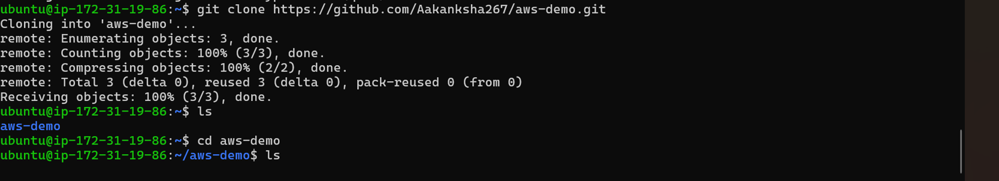 ubuntu@ip-172-31-19-86:~$ git clone https://github.com/Aakanksha267/aws-demo.git
Cloning into 'aws-demo'...
remote: Enumerating objects: 3, done.
remote: Counting objects: 100% (3/3), done.
remote: Compressing objects: 100% (2/2), done.
remote: Total 3 (delta 0), reused 3 (delta 0), pack-reused 0 (from 0)
Receiving objects: 100% (3/3), done.
ubuntu@ip-172-31-19-86:~$ ls
aws-demo
ubuntu@ip-172-31-19-86:~$ cd aws-demo
ubuntu@ip-172-31-19-86:~/aws-demo$ ls